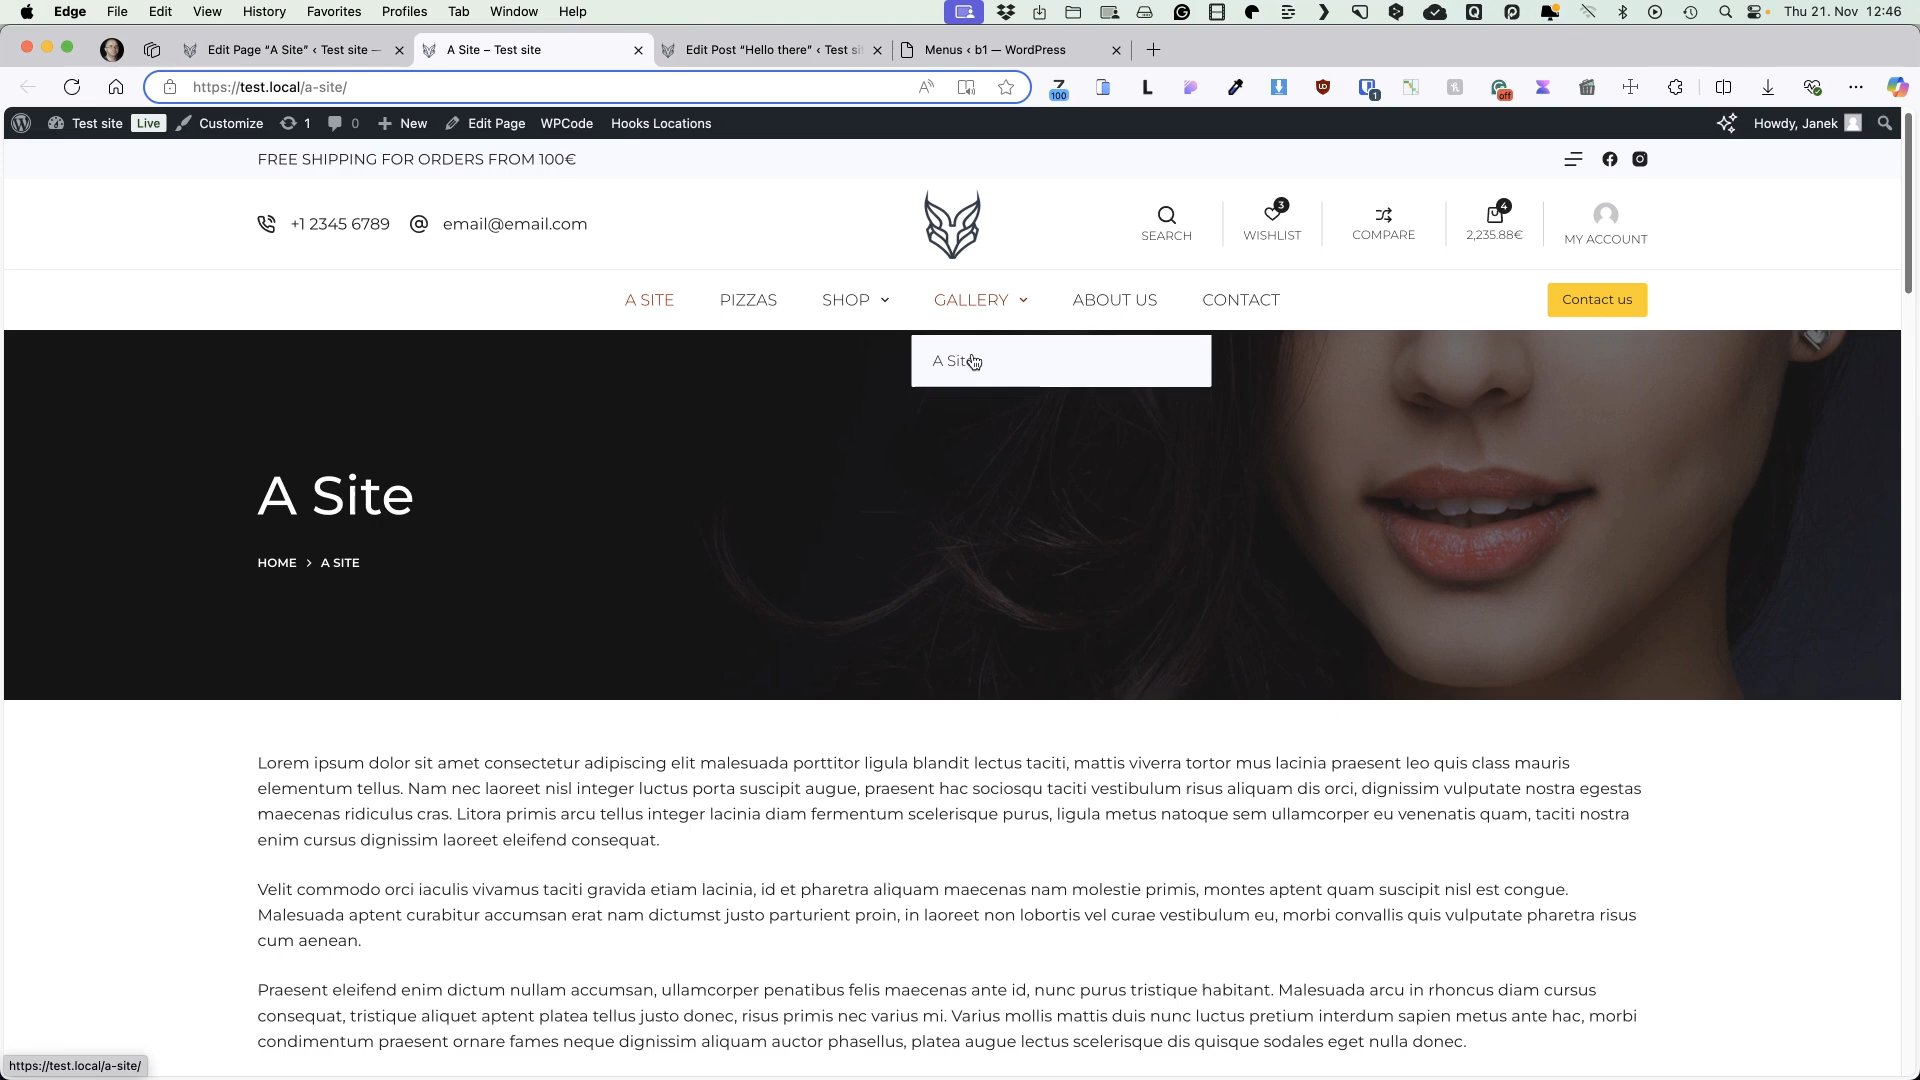 Edge File Edit View History Favorites Profiles Tab Window Help Thu 21. Nov 12:46
Edit Page “A Site” ‹ Test site —
A Site – Test site
Edit Post “Hello there” ‹ Test sit
Menus ‹ b1 — WordPress
https://test.local/a-site/
100
1
off
Test site Live Customize 1 0 New Edit Page WPCode Hooks Locations Howdy, Janek
FREE SHIPPING FOR ORDERS FROM 100€
+1 2345 6789 email@email.com
3
4
SEARCH WISHLIST COMPARE 2,235.88€ MY ACCOUNT
A SITE PIZZAS SHOP GALLERY ABOUT US CONTACT Contact us
A Site
A Site
HOME > A SITE
Lorem ipsum dolor sit amet consectetur adipiscing elit malesuada porttitor ligula blandit lectus taciti, mattis viverra tortor mus lacinia praesent leo quis class mauris
elementum tellus. Nam nec laoreet nisl integer luctus porta suscipit augue, praesent hac sociosqu taciti vestibulum risus aliquam dis orci, dignissim vulputate nostra egestas
maecenas ridiculus cras. Litora primis arcu tellus integer lacinia diam fermentum scelerisque purus, ligula metus natoque sem ullamcorper eu venenatis quam, taciti nostra
enim cursus dignissim laoreet eleifend consequat.
Velit commodo orci iaculis vivamus taciti gravida etiam lacinia, id et pharetra aliquam maecenas nam molestie primis, montes aptent quam suscipit nisl est congue.
Malesuada aptent curabitur accumsan erat nam dictumst justo parturient proin, in laoreet non lobortis vel curae vestibulum eu, morbi convallis quis vulputate pharetra risus
cum aenean.
Praesent eleifend enim dictum nullam accumsan, ullamcorper penatibus felis maecenas ante id, nunc purus tristique habitant. Malesuada arcu in rhoncus diam cursus
consequat, tristique aliquet aptent platea tellus justo donec, risus primis nec varius mi. Varius mollis mattis duis nunc luctus pretium interdum sapien metus ante hac, morbi
condimentum praesent ornare fames neque dignissim aliquam auctor phasellus, platea augue lectus scelerisque dis quisque sodales eget nulla donec.
https://test.local/a-site/